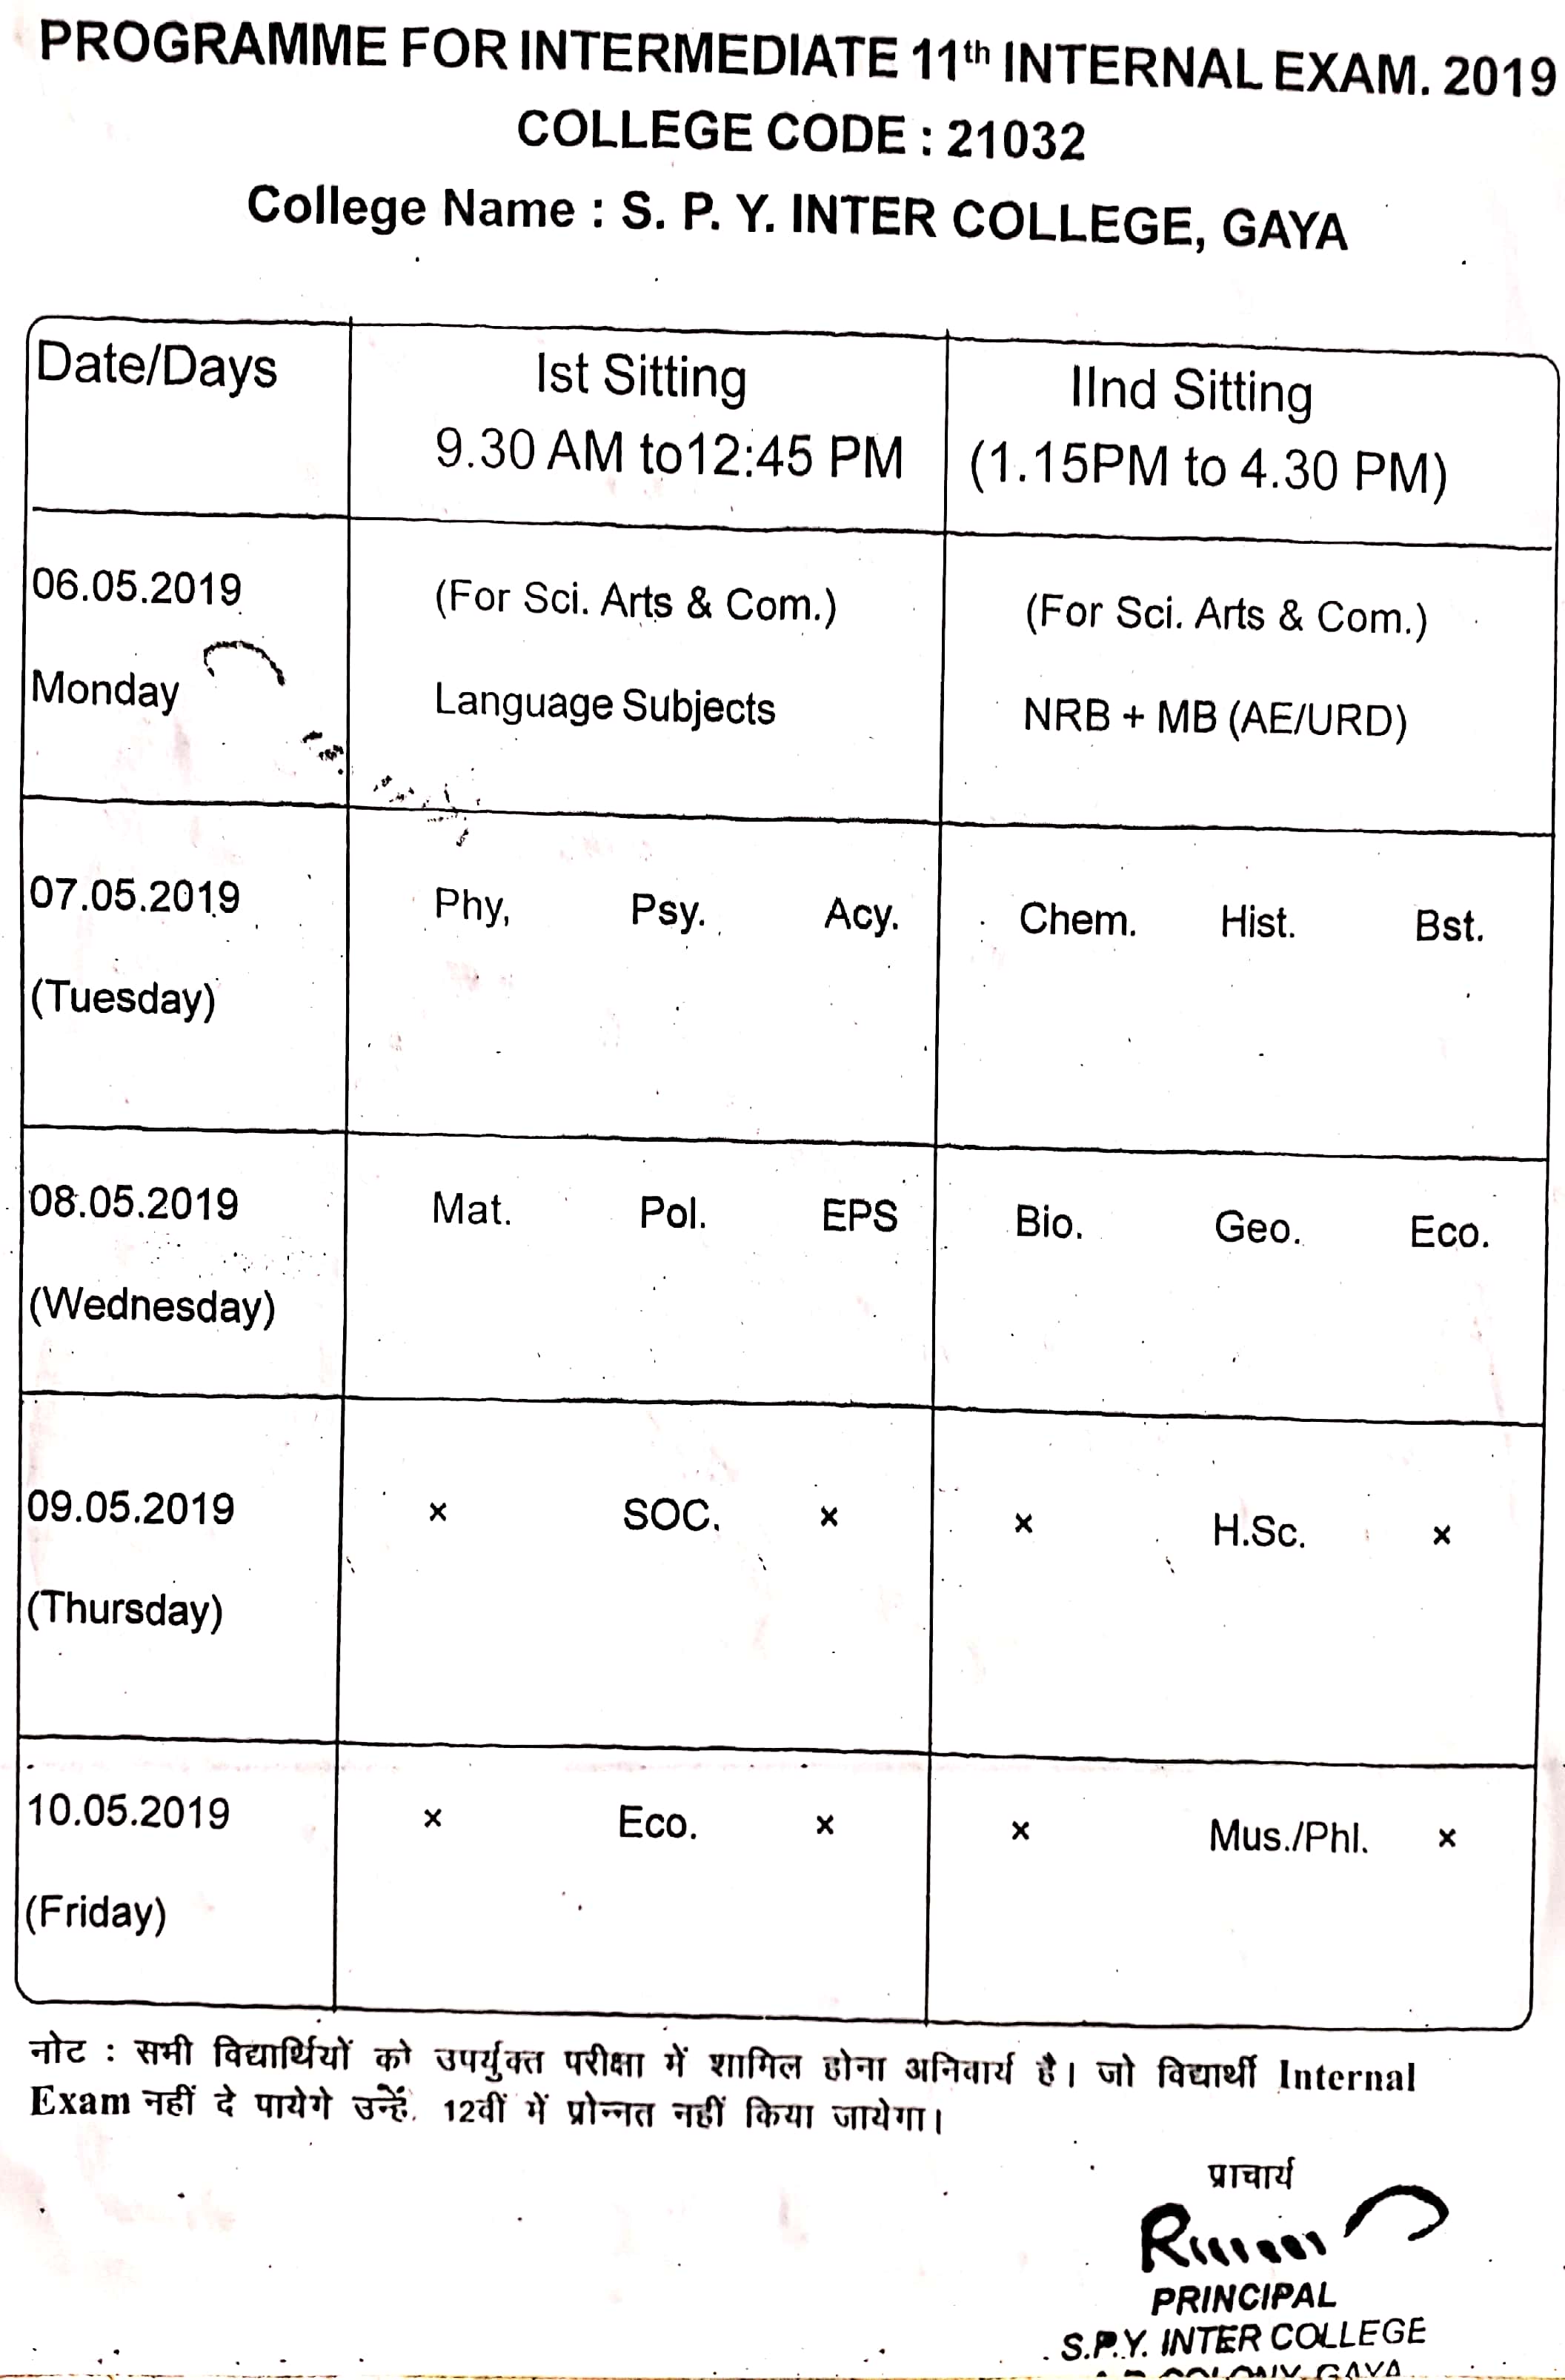 PROGRAMME FOR INTERMEDIATE 11th INTERNAL EXAM. 2019
COLLEGE CODE : 21032
College Name : S. P. Y. INTER COLLEGE, GAYA
Date/Days Ist Sitting IInd Sitting
9.30 AM to12:45 PM (1.15PM to 4.30 PM)
06.05.2019 (For Sci. Arts & Com.) (For Sci. Arts & Com.)
Monday Language Subjects NRB + MB (AE/URD)
07.05.2019 Phy, Psy. Acy. Chem. Hist. Bst.
(Tuesday)
08.05.2019 Mat. Pol. EPS Bio. Geo. Eco.
(Wednesday)
09.05.2019 × SOC. × × H.Sc. ×
(Thursday)
10.05.2019 × Eco. × × Mus./Phl. ×
(Friday)
नोट : सभी विद्यार्थियों को उपर्युक्त परीक्षा में शामिल होना अनिवार्य है। जो विद्यार्थी Internal
Exam नहीं दे पायेगे उन्हें. 12वीं में प्रोन्नत नहीं किया जायेगा।
प्राचार्य
PRINCIPAL
S.P.Y. INTER COLLEGE
COLONY, GAYA